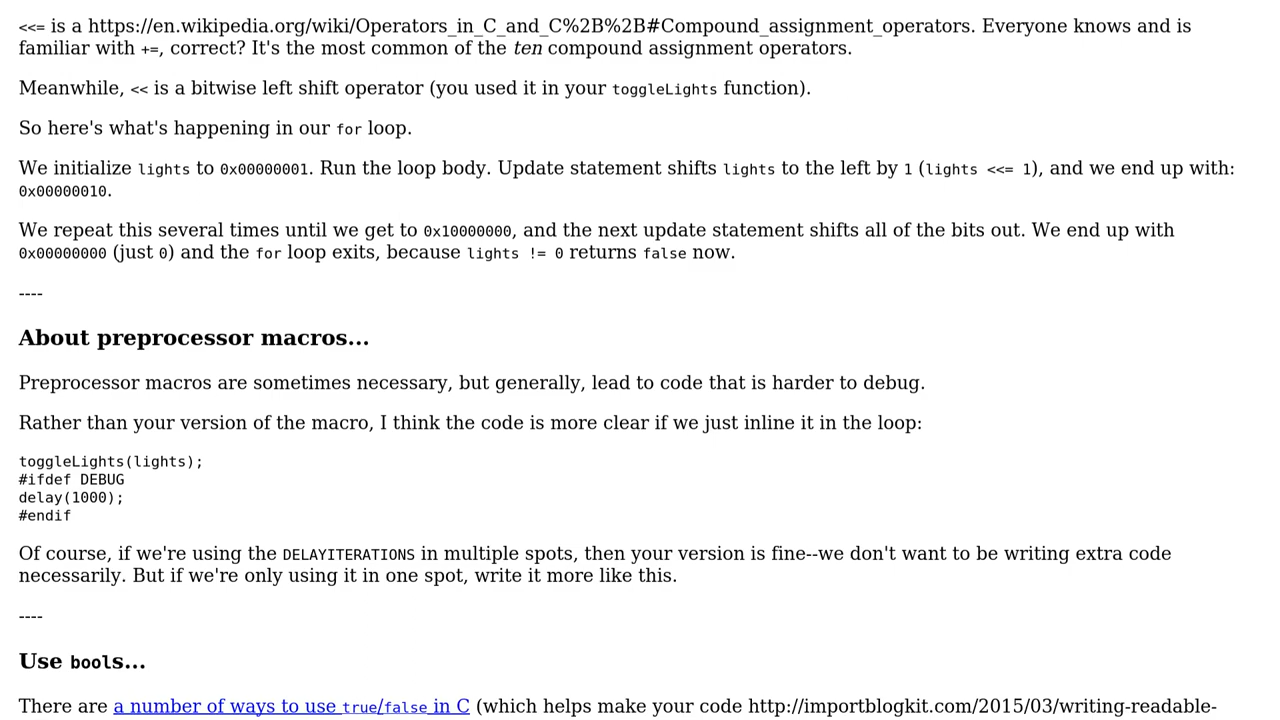 <<= is a https://en.wikipedia.org/wiki/Operators_in_C_and_C%2B%2B#Compound_assignment_operators. Everyone knows and is
familiar with +=, correct? It's the most common of the ten compound assignment operators.
Meanwhile, << is a bitwise left shift operator (you used it in your toggleLights function).
So here's what's happening in our for loop.
We initialize lights to 0x00000001. Run the loop body. Update statement shifts lights to the left by 1 (lights <<= 1), and we end up with:
0x00000010.
We repeat this several times until we get to 0x10000000, and the next update statement shifts all of the bits out. We end up with
0x00000000 (just 0) and the for loop exits, because lights != 0 returns false now.
----
About preprocessor macros...
Preprocessor macros are sometimes necessary, but generally, lead to code that is harder to debug.
Rather than your version of the macro, I think the code is more clear if we just inline it in the loop:
toggleLights(lights);
#ifdef DEBUG
delay(1000);
#endif
Of course, if we're using the DELAYITERATIONS in multiple spots, then your version is fine--we don't want to be writing extra code
necessarily. But if we're only using it in one spot, write it more like this.
----
Use bools...
There are a number of ways to use true/false in C (which helps make your code http://importblogkit.com/2015/03/writing-readable-